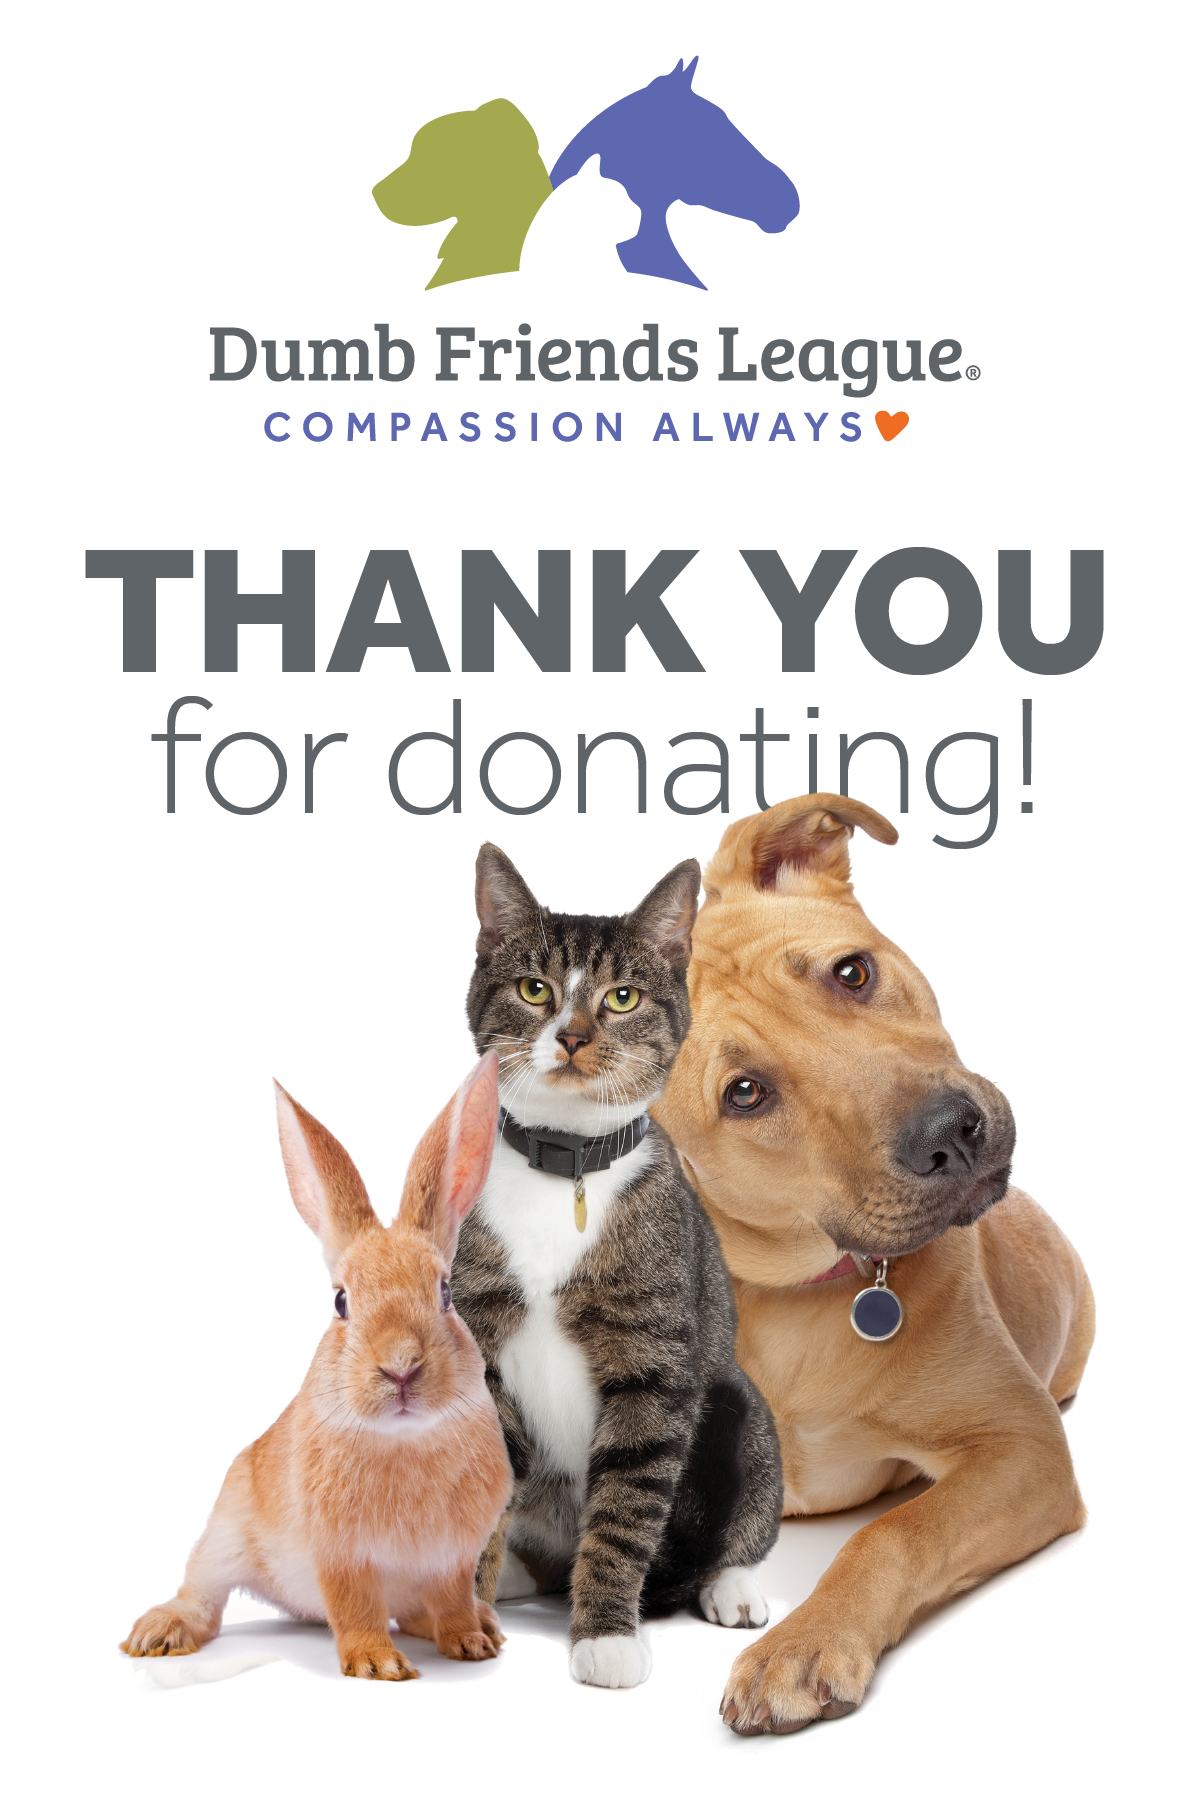 Dumb Friends League®
COMPASSION ALWAYS
THANK YOU
for donating!